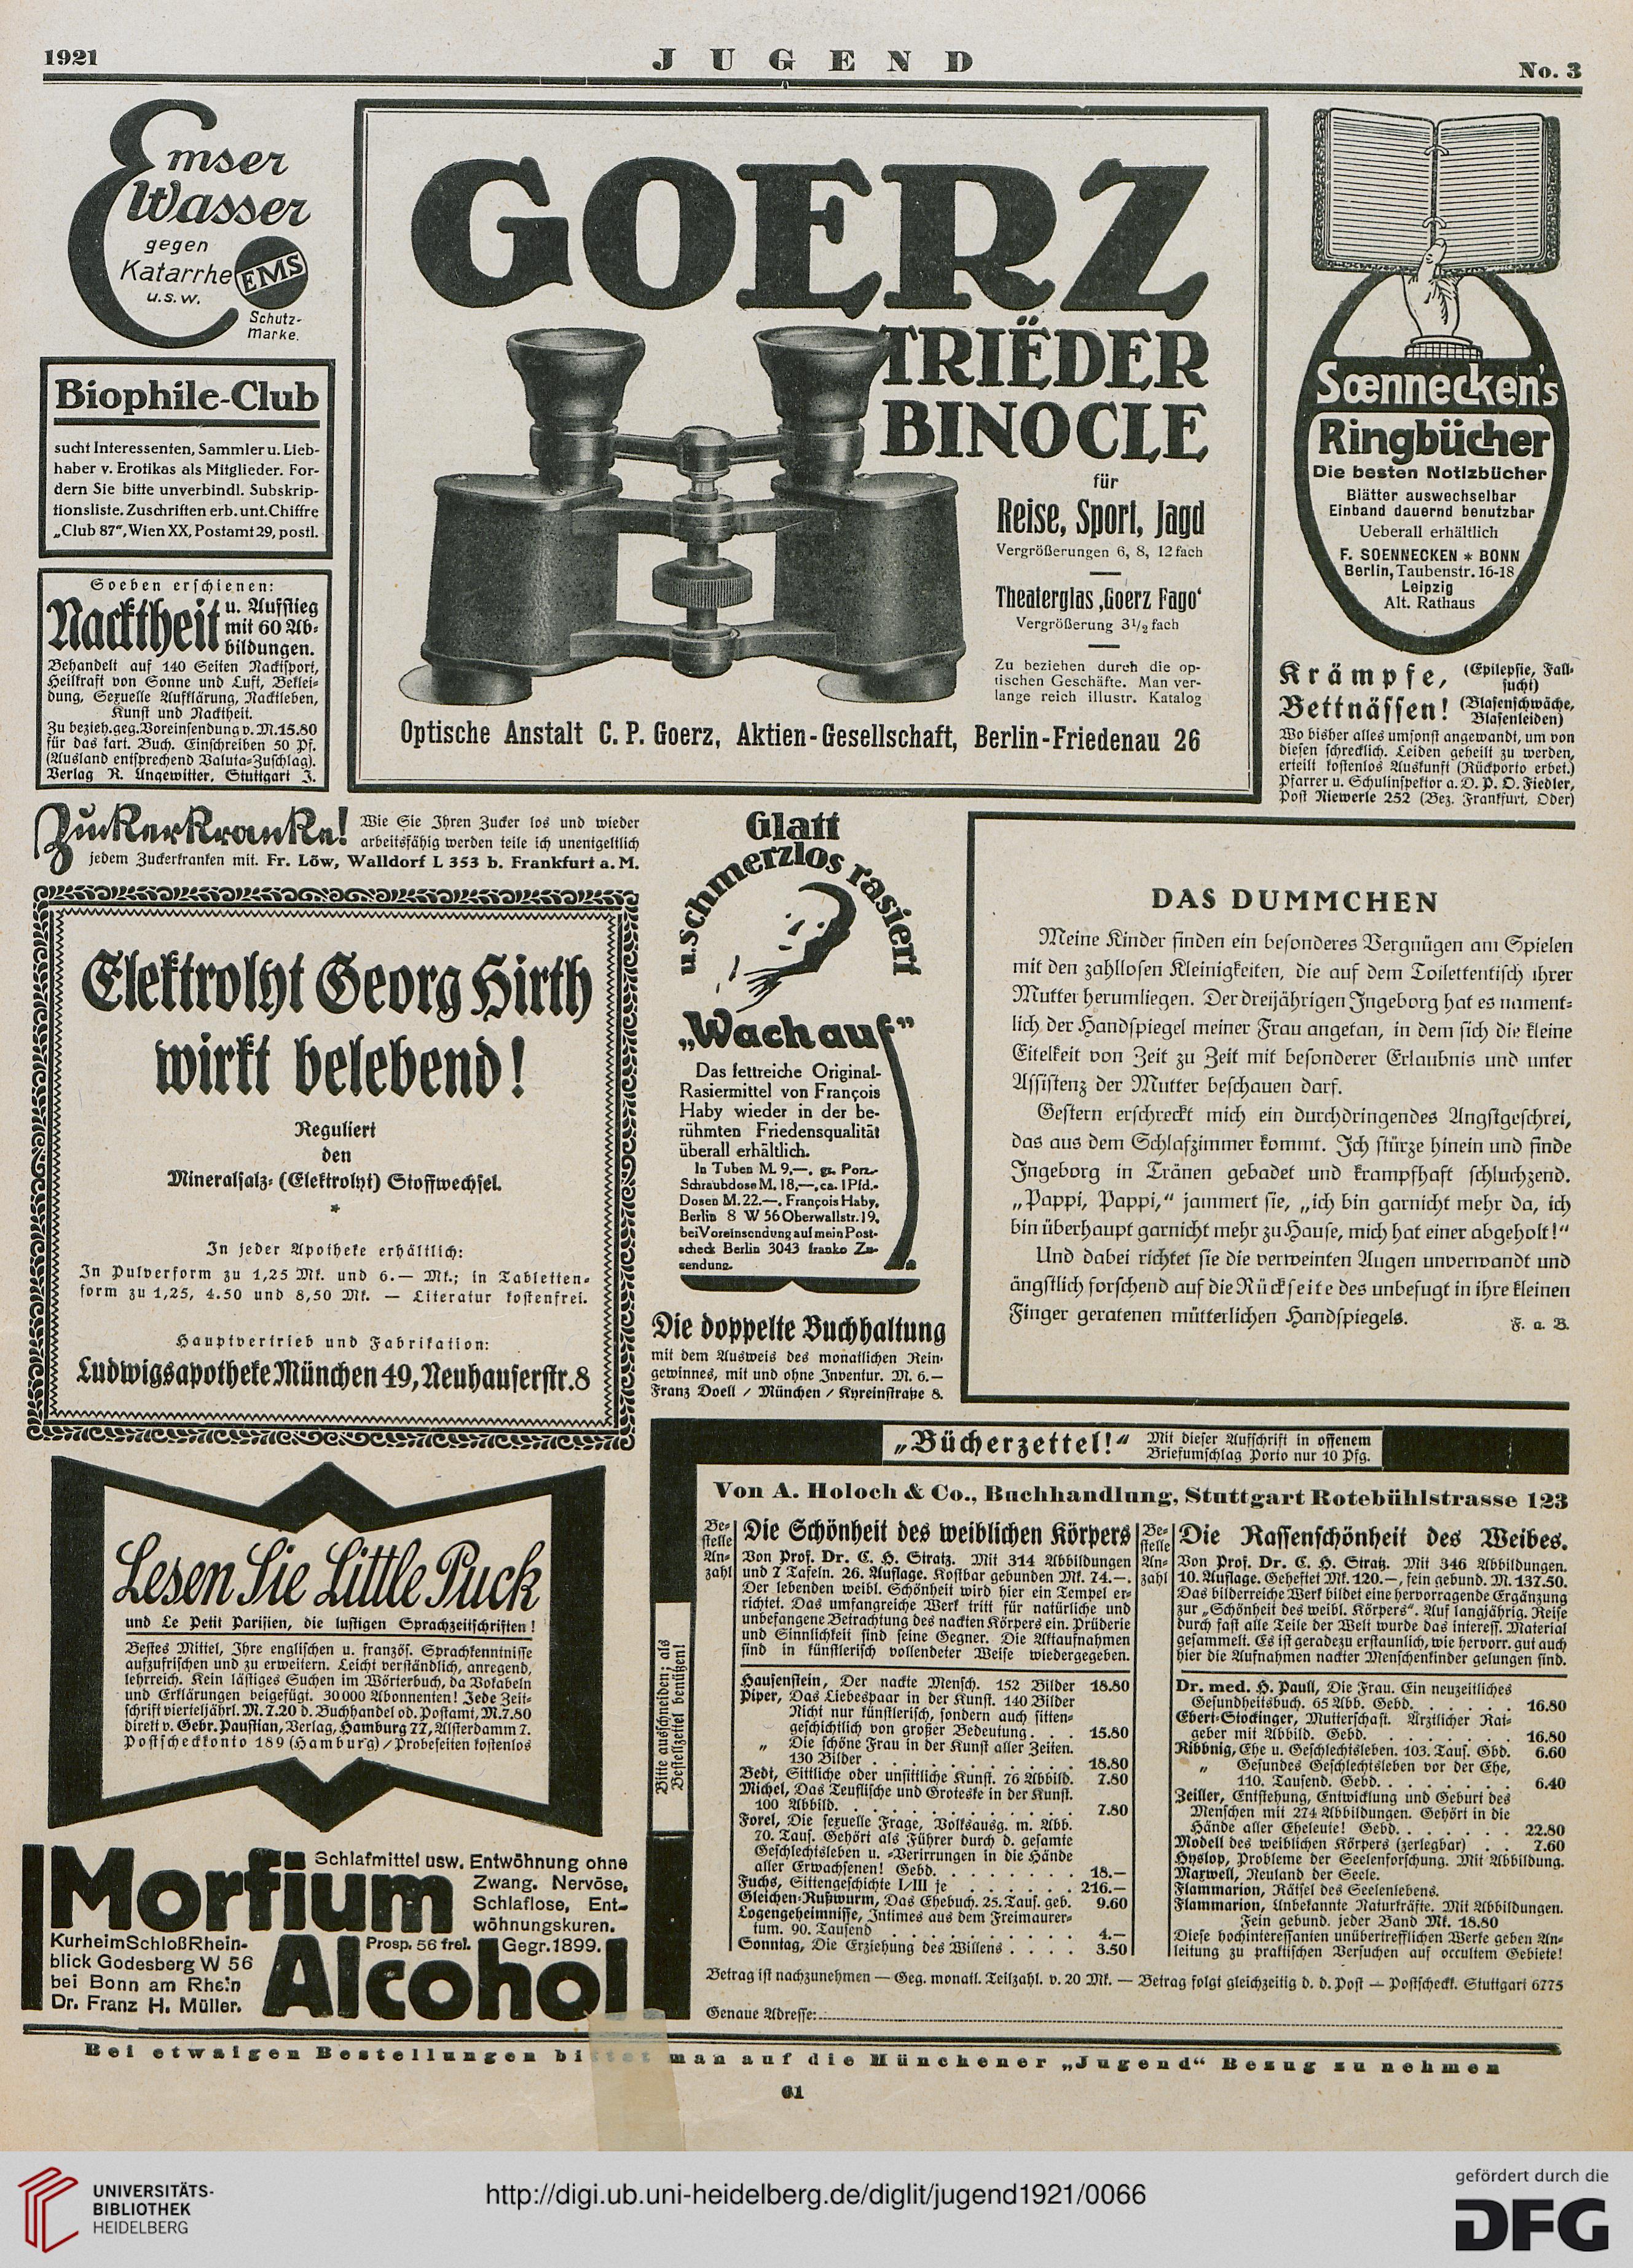 1921
JUGEND
No. 3
Emser
Wasser
gegen
Katarrhe
u.s.w.
EMS
Schutz-
marke.
Biophile-Club
sucht Interessenten, Sammler u. Lieb-
haber v. Erotikas als Mitglieder. For-
dern Sie bitte unverbindl. Subskrip-
tionsliste. Zuschriften erb. unt. Chiffre
„Club 87“, Wien XX, Postamt 29, postl.
Soeben erschienen:
Nacktheit
u. Aufstieg
mit 60 Ab-
bildungen.
Behandelt auf 140 Seiten Nacktsport,
Heilkraft von Sonne und Luft, Beklei-
dung, Sexuelle Aufklärung, Nacktleben,
Kunst und Nacktheit.
Zu bezieh. geg. Voreinsendung v. M. 15.80
für das kart. Buch. Einschreiben 50 Pf.
(Ausland entsprechend Valuta-Zuschlag).
Verlag R. Ungewitter, Stuttgart J.
GOERZ
TRIËDER
BINOCLE
für
Reise, Sport, Jagd
Vergrößerungen 6, 8, 12 fach
Theaterglas ‚Goerz Fago‘
Vergrößerung 3½ fach
Zu beziehen durch die op-
tischen Geschäfte. Man ver-
lange reich illustr. Katalog
Optische Anstalt C. P. Goerz, Aktien-Gesellschaft, Berlin-Friedenau 26
Sœnnecken's
Ringbücher
Die besten Notizbücher
Blätter auswechselbar
Einband dauernd benutzbar
Ueberall erhältlich
F. SOENNECKEN * BONN
Berlin, Taubenstr. 16-18
Leipzig
Alt. Rathaus
Krämpfe, (Epilepsie, Fall-
sucht)
Bettnässen! (Blasenschwäche,
Blasenleiden)
Wo bisher alles umsonst angewandt, um von
diesen schrecklich. Leiden geheilt zu werden,
erteilt kostenlos Auskunft (Rückporto erbet.)
Pfarrer u. Schulinspektor a. D. P. O. Fiedler,
Post Niewerle 252 (Bez. Frankfurt, Oder)
Zuckerkranke!
Wie Sie Ihren Zucker los und wieder
arbeitsfähig werden teile ich unentgeltlich
jedem Zuckerkranken mit. Fr. Löw, Walldorf L 353 b. Frankfurt a. M.
Elektrolyt Georg Hirth
wirkt belebend!
Reguliert
den
Mineralsalz- (Elektrolyt) Stoffwechsel.
*
In jeder Apotheke erhältlich:
In Pulverform zu 1,25 Mk. und 6.— Mk.; in Tabletten-
form zu 1,25, 4.50 und 8,50 Mk. — Literatur kostenfrei.
Hauptvertrieb und Fabrikation:
Ludwigsapotheke München 49, Neuhauserstr. 8
Glatt
u. schmerzlos rasiert
„Wach auf“
Das fettreiche Original-
Rasiermittel von François
Haby wieder in der be-
rühmten Friedensqualität
überall erhältlich.
In Tuben M. 9.—. gr. Porz.-
Schraubdose M. 18.—, ca. 1 Pfd.-
Dosen M. 22.—. François Haby,
Berlin 8 W 56 Oberwallstr. 19.
bei Voreinsendung auf mein Post-
scheck Berlin 3043 franko Zu-
sendung.
Die doppelte Buchhaltung
mit dem Ausweis des monatlichen Rein-
gewinnes, mit und ohne Inventur. M. 6.—
Franz Doell / München / Kyreinstraße 8.
DAS DUMMCHEN
Meine Kinder finden ein besonderes Vergnügen am Spielen
mit den zahllosen Kleinigkeiten, die auf dem Toilettentisch ihrer
Mutter herumliegen. Der dreijährigen Ingeborg hat es nament-
lich der Handspiegel meiner Frau angetan, in dem sich die kleine
Eitelkeit von Zeit zu Zeit mit besonderer Erlaubnis und unter
Assistenz der Mutter beschauen darf.
Gestern erschreckt mich ein durchdringendes Angstgeschrei,
das aus dem Schlafzimmer kommt. Ich stürze hinein und finde
Ingeborg in Tränen gebadet und krampfhaft schluchzend.
„Pappi, Pappi,“ jammert sie, „ich bin garnicht mehr da, ich
bin überhaupt garnicht mehr zu Hause, mich hat einer abgeholt!“
Und dabei richtet sie die verweinten Augen unverwandt und
ängstlich forschend auf die Rückseite des unbefugt in ihre kleinen
Finger geratenen mütterlichen Handspiegels.
F. a. B.
Lesen Sie Little Puck
und Le Petit Parisien, die lustigen Sprachzeitschriften!
Bestes Mittel, Ihre englischen u. französ. Sprachkenntnisse
aufzufrischen und zu erweitern. Leicht verständlich, anregend,
lehrreich. Kein lästiges Suchen im Wörterbuch, da Vokabeln
und Erklärungen beigefügt. 30000 Abonnenten! Jede Zeit-
schrift vierteljährl. M. 7.20 d. Buchhandel od. Postamt, M. 7.80
direkt v. Gebr. Paustian, Verlag, Hamburg 77, Alsterdamm 7.
Postscheckkonto 189 (Hamburg) / Probeseiten kostenlos
Morfium
Schlafmittel usw. Entwöhnung ohne
Zwang. Nervöse,
Schlaflose, Ent-
wöhnungskuren.
Kurheim Schloß Rhein-
blick Godesberg W 56
bei Bonn am Rhein
Dr. Franz H. Müller.
Prosp. 56 frei.
Gegr. 1899.
Alcohol
„Bücherzettel!“
Mit dieser Aufschrift in offenem
Briefumschlag Porto nur 10 Pfg.
Von A. Holoch & Co., Buchhandlung, Stuttgart Rotebühlstrasse 123
Bitte ausschneiden; als
Bestellzettel benützen!
Be-
stelle
An-
zahl
Die Schönheit des weiblichen Körpers
Von Prof. Dr. C. H. Stratz. Mit 314 Abbildungen
und 7 Tafeln. 26. Auflage. Kostbar gebunden Mk. 74.—.
Der lebenden weibl. Schönheit wird hier ein Tempel er-
richtet. Das umfangreiche Werk tritt für natürliche und
unbefangene Betrachtung des nackten Körpers ein. Prüderie
und Sinnlichkeit sind seine Gegner. Die Aktaufnahmen
sind in künstlerisch vollendeter Weise wiedergegeben.
Hausenstein, Der nackte Mensch. 152 Bilder 18.80
Piper, Das Liebespaar in der Kunst. 140 Bilder
Nicht nur künstlerisch, sondern auch sitten-
geschichtlich von großer Bedeutung. . . 15.80
„ Die schöne Frau in der Kunst aller Zeiten.
130 Bilder . . . . . . . . . 18.80
Bedt, Sittliche oder unsittliche Kunst. 76 Abbild. 7.80
Michel, Das Teuflische und Groteske in der Kunst.
100 Abbild. . . . . . . . . . 7.80
Forel, Die sexuelle Frage, Volksausg. m. Abb.
70. Tauf. Gehört als Führer durch d. gesamte
Geschlechtsleben u. -Verirrungen in die Hände
aller Erwachsenen! Gebd. . . . . . . 18.—
Fuchs, Sittengeschichte I/III je . . . . . 216.—
Gleichen-Rußwurm, Das Ehebuch. 25. Tauf. geb. 9.60
Logengeheimnisse, Intimes aus dem Freimaurer-
tum. 90. Tausend . . . . . . . . 4.—
Sonntag, Die Erziehung des Willens . . . . 3.50
Be-
stelle
An-
zahl
Die Rassenschönheit des Weibes.
Von Prof. Dr. C. H. Stratz. Mit 346 Abbildungen.
10. Auflage. Geheftet Mk. 120.—, fein gebund. M. 137.50.
Das bilderreiche Werk bildet eine hervorragende Ergänzung
zur „Schönheit des weibl. Körpers“. Auf langjährig. Reise
durch fast alle Teile der Welt wurde das interess. Material
gesammelt. Es ist geradezu erstaunlich, wie hervorr. gut auch
hier die Aufnahmen nackter Menschenkinder gelungen sind.
Dr. med. H. Paull, Die Frau. Ein neuzeitliches
Gesundheitsbuch. 65 Abb. Gebd. . . . . . 16.80
Ebert-Stockinger, Mutterschaft. Ärztlicher Rat-
geber mit Abbild. Gebd. . . . . . . . 16.80
Ribbnig, Ehe u. Geschlechtsleben. 103. Tauf. Gbd. 6.60
„ Gesundes Geschlechtsleben vor der Ehe,
110. Tausend. Gebd. . . . . . . . 6.40
Zeiller, Entstehung, Entwicklung und Geburt des
Menschen mit 274 Abbildungen. Gehört in die
Hände aller Eheleute! Gebd. . . . . . . 22.80
Modell des weiblichen Körpers (zerlegbar) . . 7.60
Hyslop, Probleme der Seelenforschung. Mit Abbildung.
Maxwell, Neuland der Seele.
Flammarion, Rätsel des Seelenlebens.
Flammarion, Unbekannte Naturkräfte. Mit Abbildungen.
Fein gebund. jeder Band Mk. 18.80
Diese hochinteressanten unübertrefflichen Werke geben An-
leitung zu praktischen Versuchen auf occultem Gebiete!
Betrag ist nachzunehmen — Geg. monatl. Teilzahl. v. 20 Mk. — Betrag folgt gleichzeitig d. d. Post — Postscheckk. Stuttgart 6775
Genaue Adresse:
Bei etwaigen Bestellungen bittet man auf die Münchener „Jugend“ Bezug zu nehmen
61
UNIVERSITÄTS-
BIBLIOTHEK
HEIDELBERG
http://digi.ub.uni-heidelberg.de/diglit/jugend1921/0066
gefördert durch die
DFG